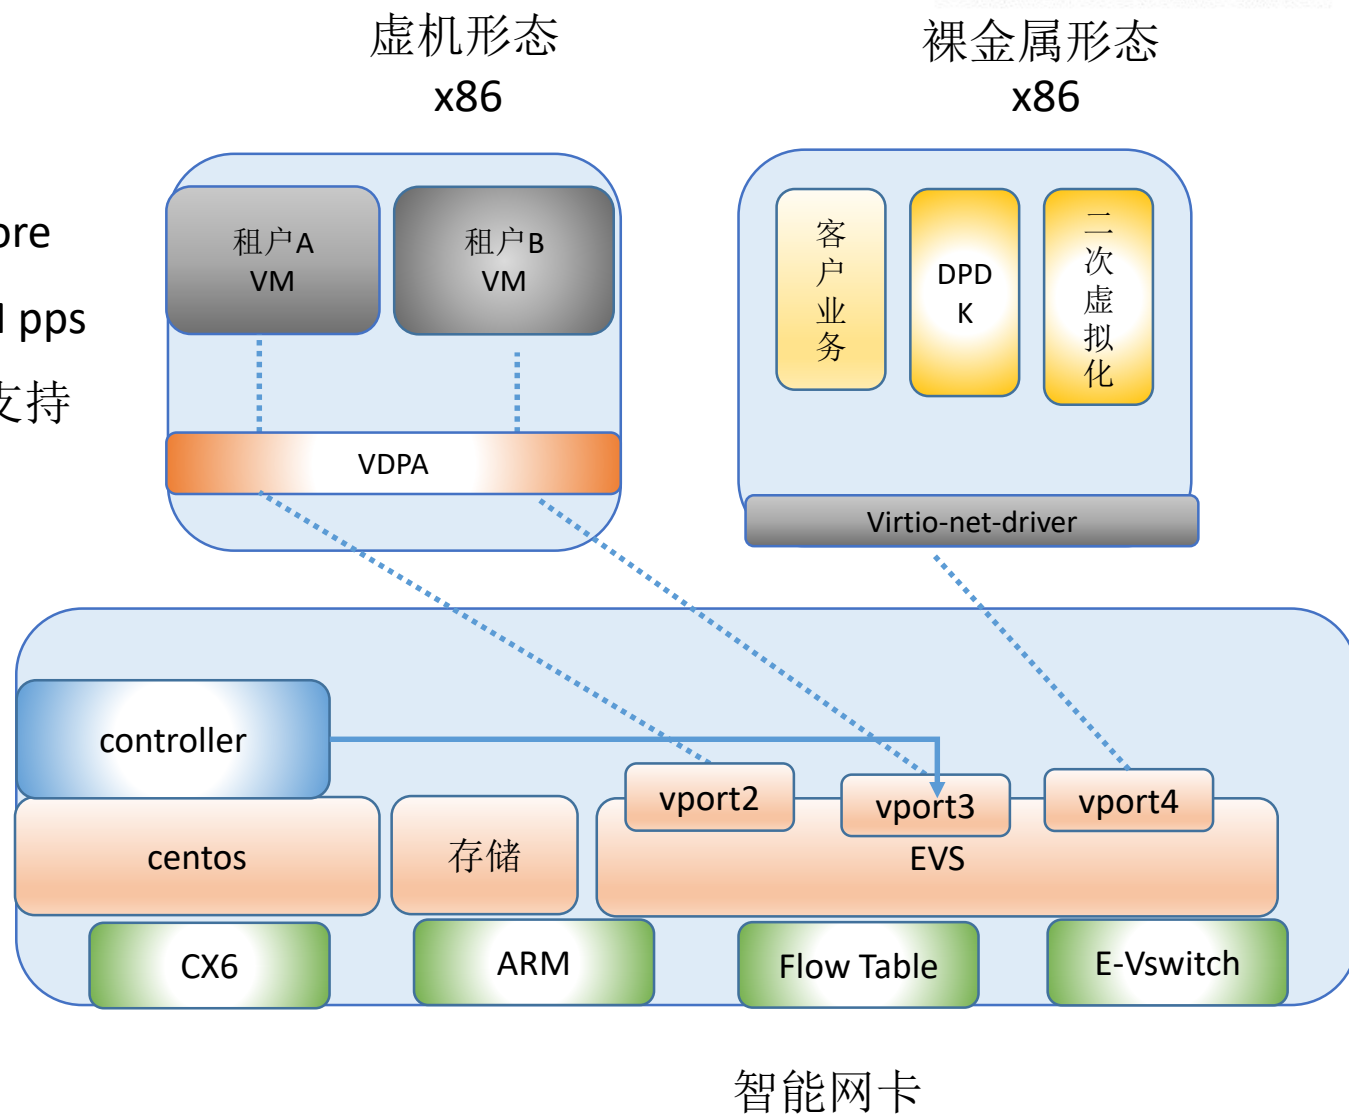 虚机形态
x86
裸金属形态
x86
ore
pps
支持
租户A
VM
租户B
VM
VDPA
客户业务
DPD
K
二次虚拟化
Virtio-net-driver
controller
centos
存储
vport2
vport3
vport4
EVS
CX6
ARM
Flow Table
E-Vswitch
智能网卡